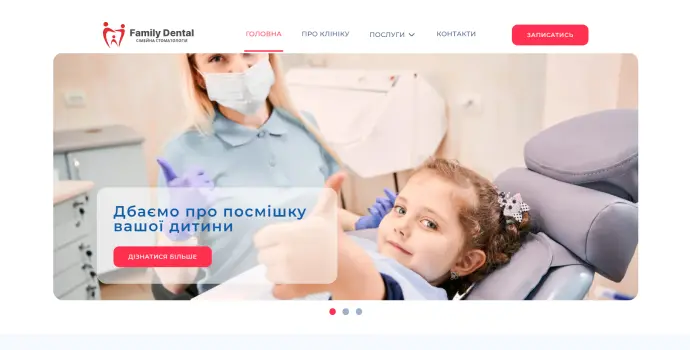 Family Dental
СІМЕЙНА СТОМАТОЛОГІЯ
ГОЛОВНА
ПРО КЛІНІКУ
ПОСЛУГИ
КОНТАКТИ
ЗАПИСАТИСЬ
Дбаємо про посмішку
вашої дитини
ДІЗНАТИСЯ БІЛЬШЕ